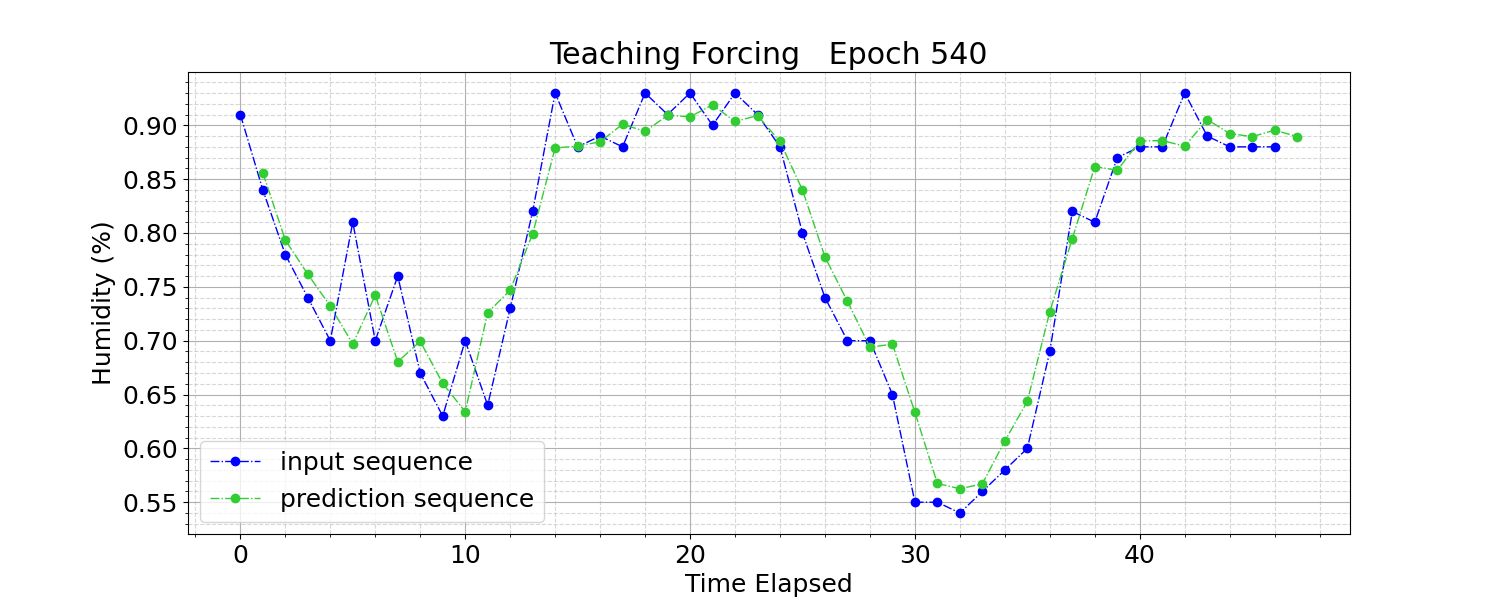 Teaching Forcing   Epoch 540
Humidity (%)
0.90
0.85
0.80
0.75
0.70
0.65
0.60
0.55
input sequence
prediction sequence
0 10 20 30 40
Time Elapsed